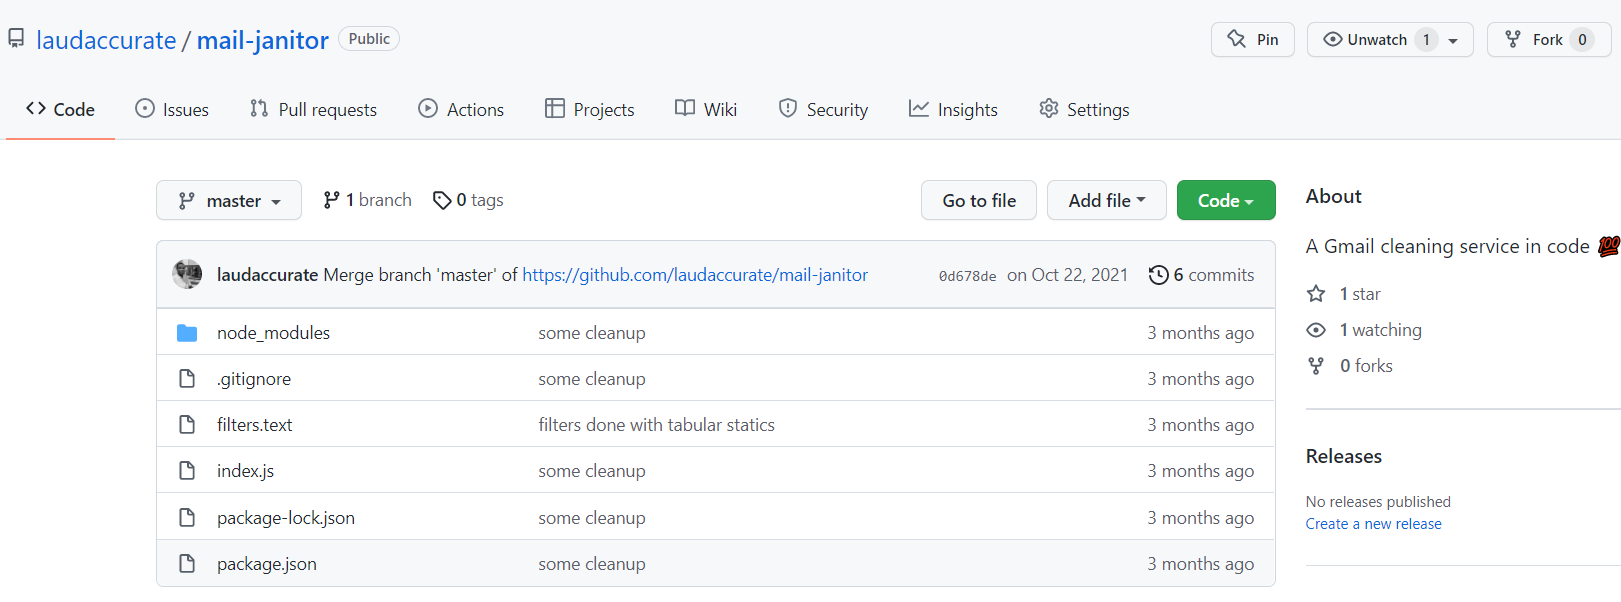 laudaccurate / mail-janitor Public Pin Unwatch 1 Fork 0
Code Issues Pull requests Actions Projects Wiki Security Insights Settings
master 1 branch 0 tags Go to file Add file Code
laudaccurate Merge branch 'master' of https://github.com/laudaccurate/mail-janitor 0d678de on Oct 22, 2021 6 commits
node_modules some cleanup 3 months ago
.gitignore some cleanup 3 months ago
filters.text filters done with tabular statics 3 months ago
index.js some cleanup 3 months ago
package-lock.json some cleanup 3 months ago
package.json some cleanup 3 months ago
About
A Gmail cleaning service in code 💯
1 star
1 watching
0 forks
Releases
No releases published
Create a new release